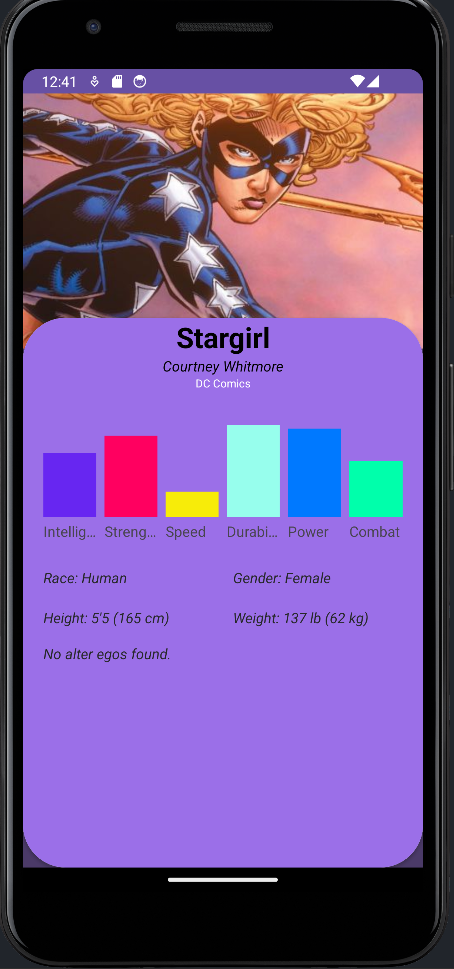 12:41
Stargirl
Courtney Whitmore
DC Comics
Intellig... Streng... Speed Durabi... Power Combat
Race: Human Gender: Female
Height: 5'5 (165 cm) Weight: 137 lb (62 kg)
No alter egos found.